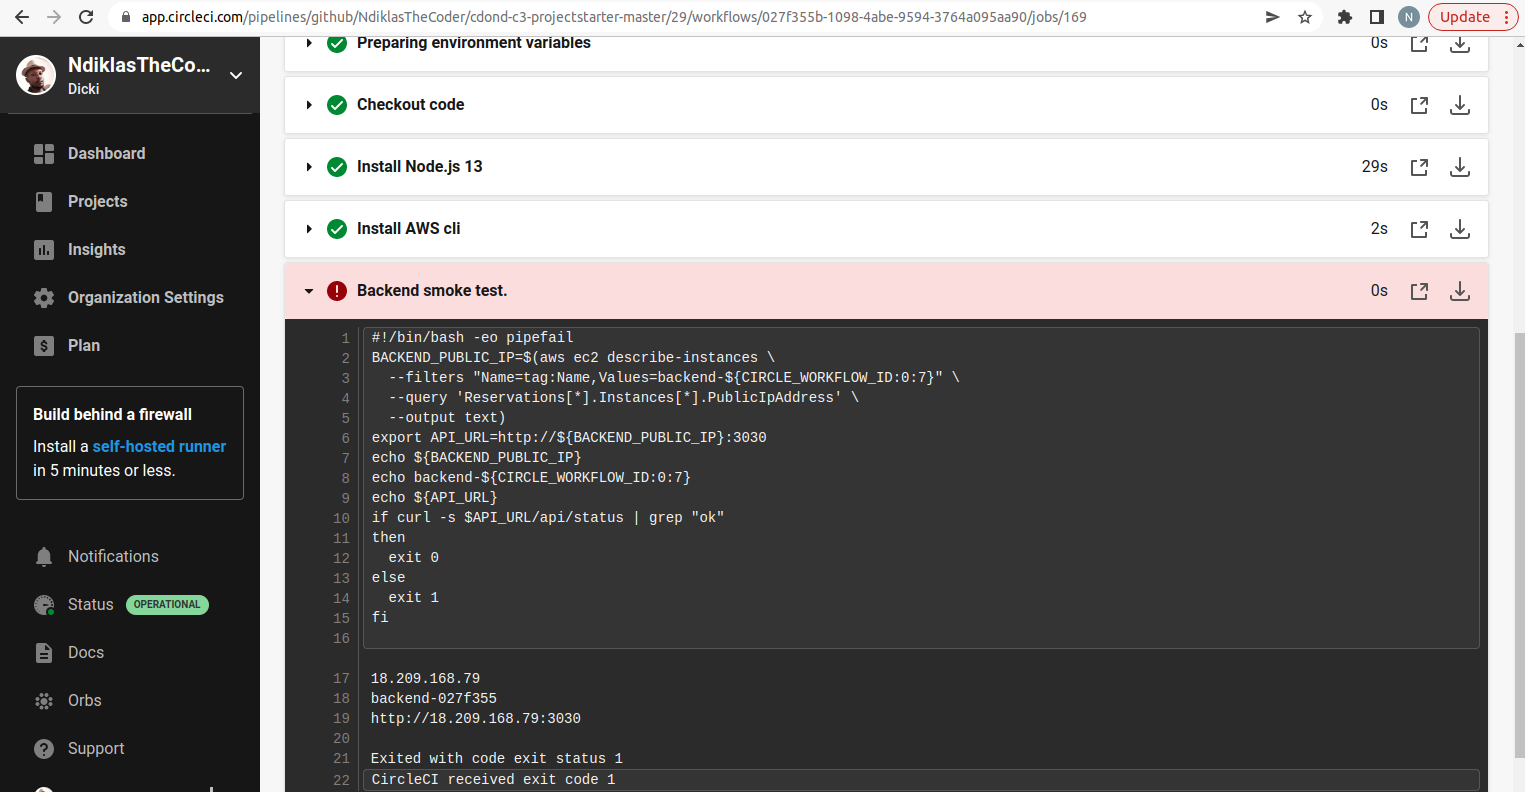 app.circleci.com/pipelines/github/NdiklasTheCoder/cdond-c3-projectstarter-master/29/workflows/027f355b-1098-4abe-9594-3764a095aa90/jobs/169
N
Update
NdiklasTheCo...
Dicki
Dashboard
Projects
Insights
Organization Settings
Plan
Build behind a firewall
Install a self-hosted runner
in 5 minutes or less.
Notifications
Status OPERATIONAL
Docs
Orbs
Support
Preparing environment variables 0s
Checkout code 0s
Install Node.js 13 29s
Install AWS cli 2s
Backend smoke test. 0s
1 #!/bin/bash -eo pipefail
2 BACKEND_PUBLIC_IP=$(aws ec2 describe-instances \
3   --filters "Name=tag:Name,Values=backend-${CIRCLE_WORKFLOW_ID:0:7}" \
4   --query 'Reservations[*].Instances[*].PublicIpAddress' \
5   --output text)
6 export API_URL=http://${BACKEND_PUBLIC_IP}:3030
7 echo ${BACKEND_PUBLIC_IP}
8 echo backend-${CIRCLE_WORKFLOW_ID:0:7}
9 echo ${API_URL}
10 if curl -s $API_URL/api/status | grep "ok"
11 then
12   exit 0
13 else
14   exit 1
15 fi
16
17 18.209.168.79
18 backend-027f355
19 http://18.209.168.79:3030
20
21 Exited with code exit status 1
22 CircleCI received exit code 1